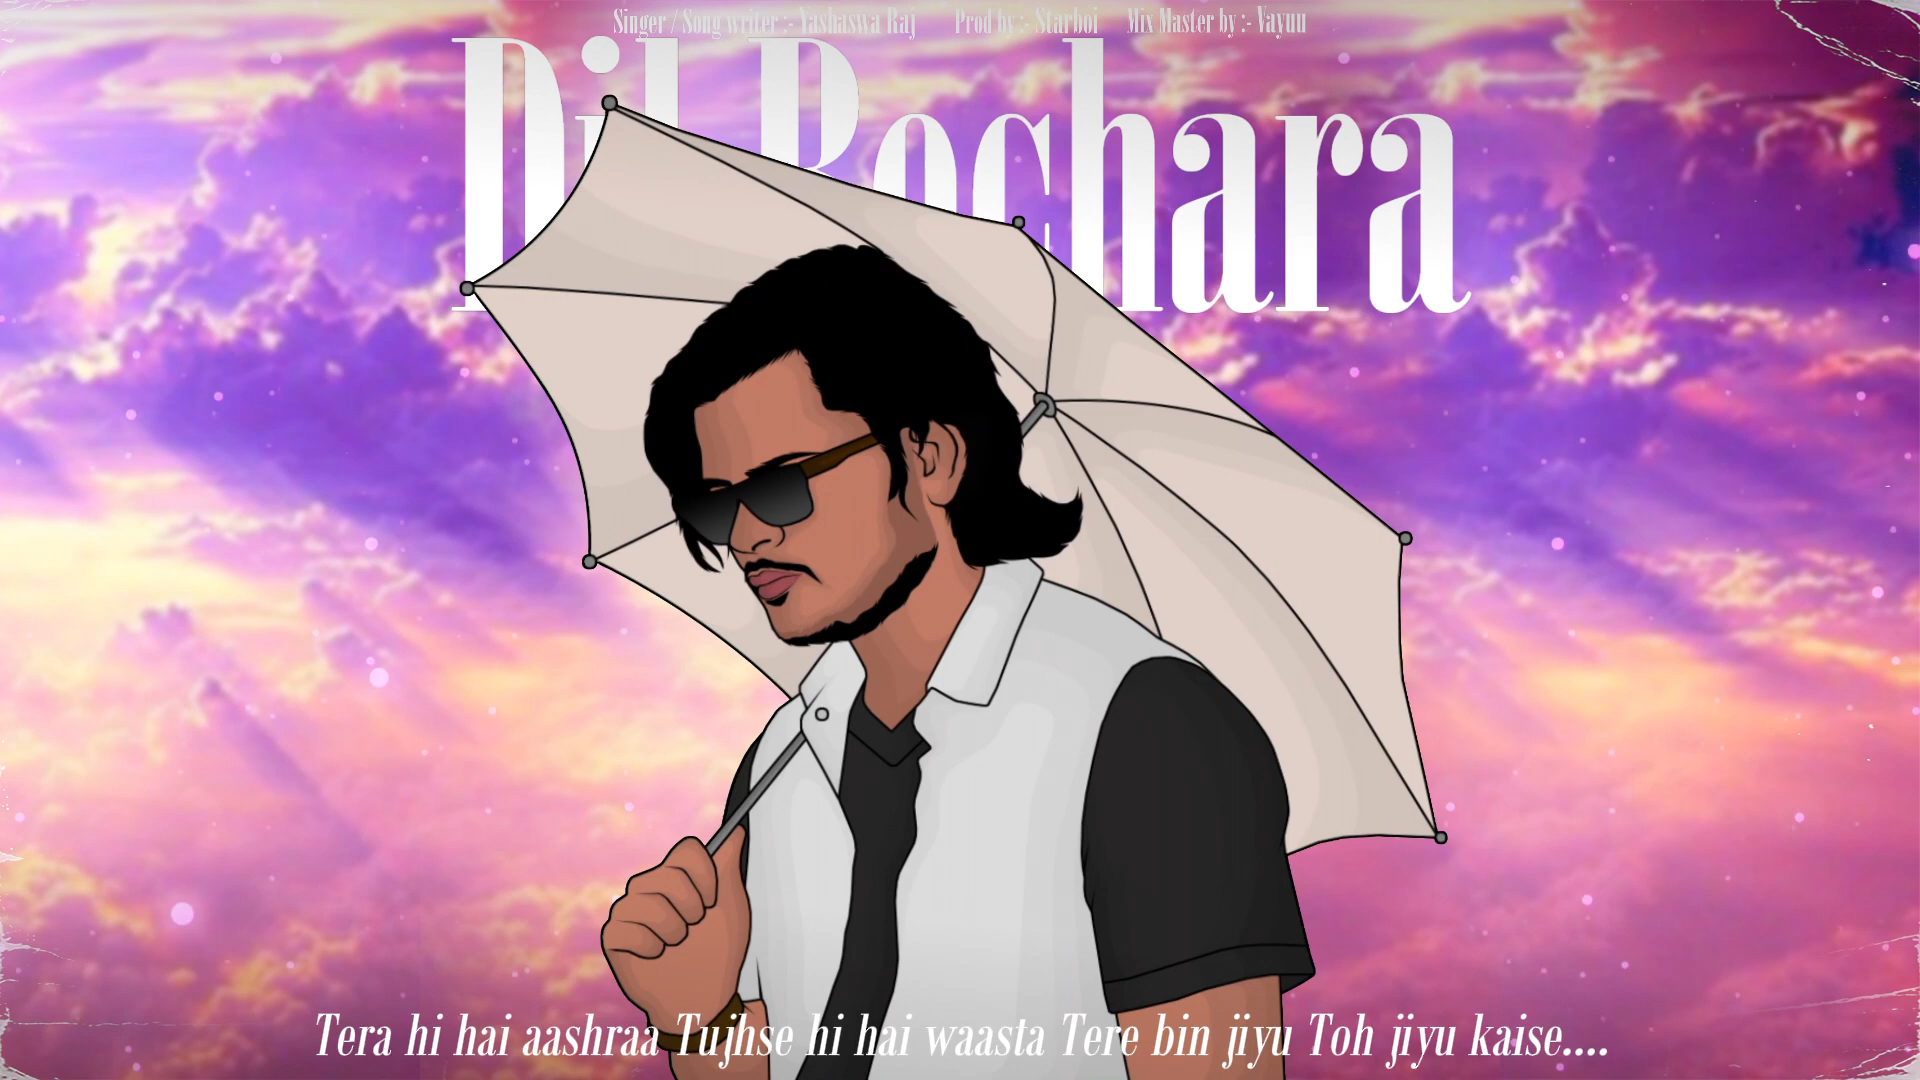 Singer / Song writer :- Yashaswa Raj Prod by :- Starboi Mix Master by :- Vayuu
Dil Bechara
Tera hi hai aashraa Tujhse hi hai waasta Tere bin jiyu Toh jiyu kaise....